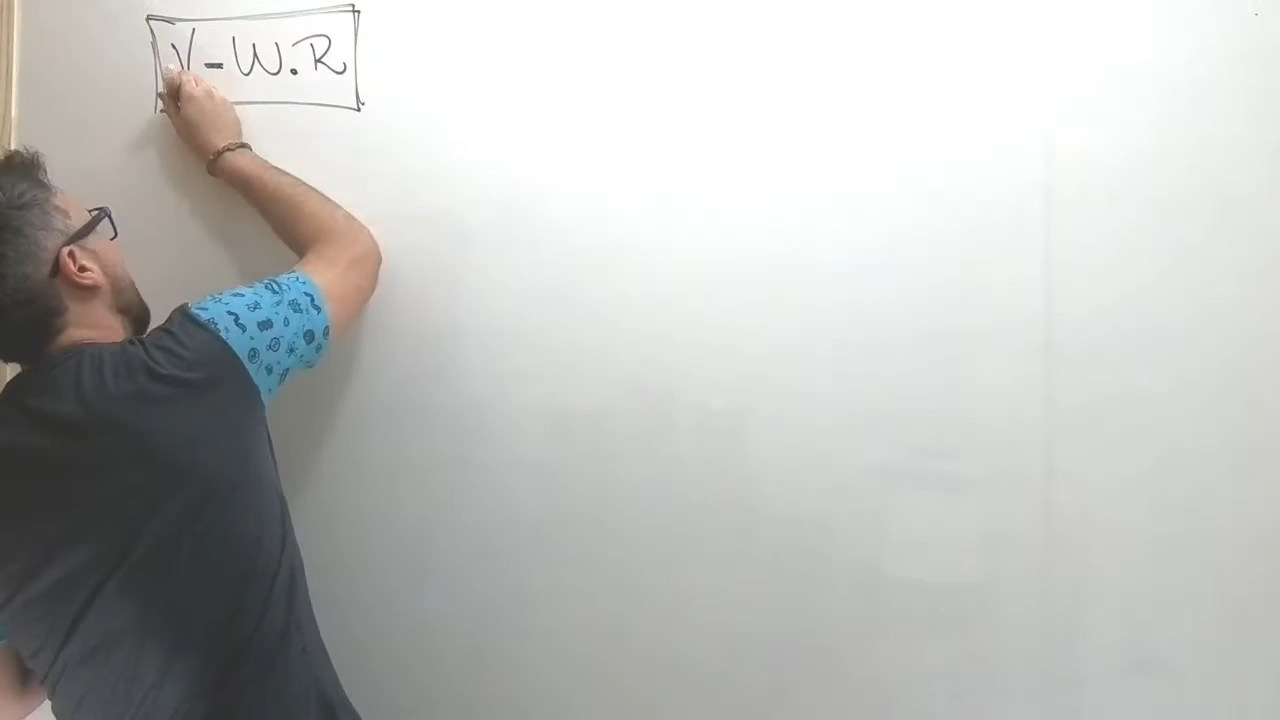 V = W . R